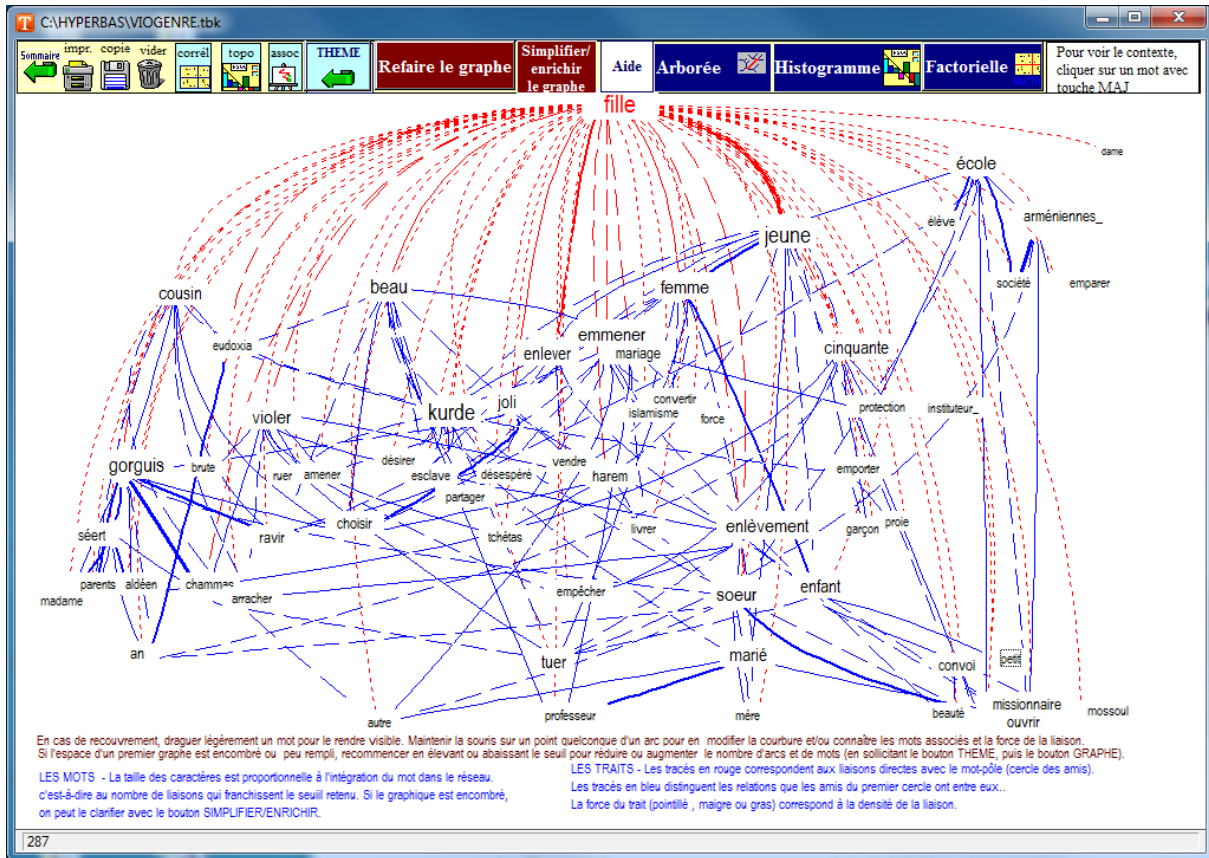 C:\HYPERBAS\VIOGENRE.tbk
Sommaire impr. copie vider corrél topo assoc THEME
Refaire le graphe
Simplifier/
enrichir
le graphe
Aide
Arborée
Histogramme
Factorielle
Pour voir le contexte,
cliquer sur un mot avec
touche MAJ
fille
dame
école
élève
arméniennes_
jeune
société
emparer
cousin
beau
femme
emmener
eudoxia
enlever
mariage
cinquante
kurde
joli
convertir
islamisme
force
protection
instituteur_
violer
gorguis
brute
ruer
amener
désirer
esclave
désespéré
vendre
harem
emporter
partager
choisir
séert
ravir
tchétas
livrer
enlèvement
garçon
proie
parents
aldéen
chammas
madame
arracher
empêcher
soeur
enfant
an
tuer
marié
convoi
petit
autre
professeur
mère
beauté
missionnaire
ouvrir
mossoul
En cas de recouvrement, draguer légèrement un mot pour le rendre visible. Maintenir la souris sur un point quelconque d'un arc pour en modifier la courbure et/ou connaître les mots associés et la force de la liaison.
Si l'espace d'un premier graphe est encombré ou peu rempli, recommencer en élevant ou abaissant le seuil pour réduire ou augmenter le nombre d'arcs et de mots (en sollicitant le bouton THEME, puis le bouton GRAPHE).
LES MOTS - La taille des caractères est proportionnelle à l'intégration du mot dans le réseau.
c'est-à-dire au nombre de liaisons qui franchissent le seuiil retenu. Si le graphique est encombré,
on peut le clarifier avec le bouton SIMPLIFIER/ENRICHIR.
LES TRAITS - Les tracés en rouge correspondent aux liaisons directes avec le mot-pôle (cercle des amis).
Les tracés en bleu distinguent les relations que les amis du premier cercle ont entre eux..
La force du trait (pointillé , maigre ou gras) correspond à la densité de la liaison.
287